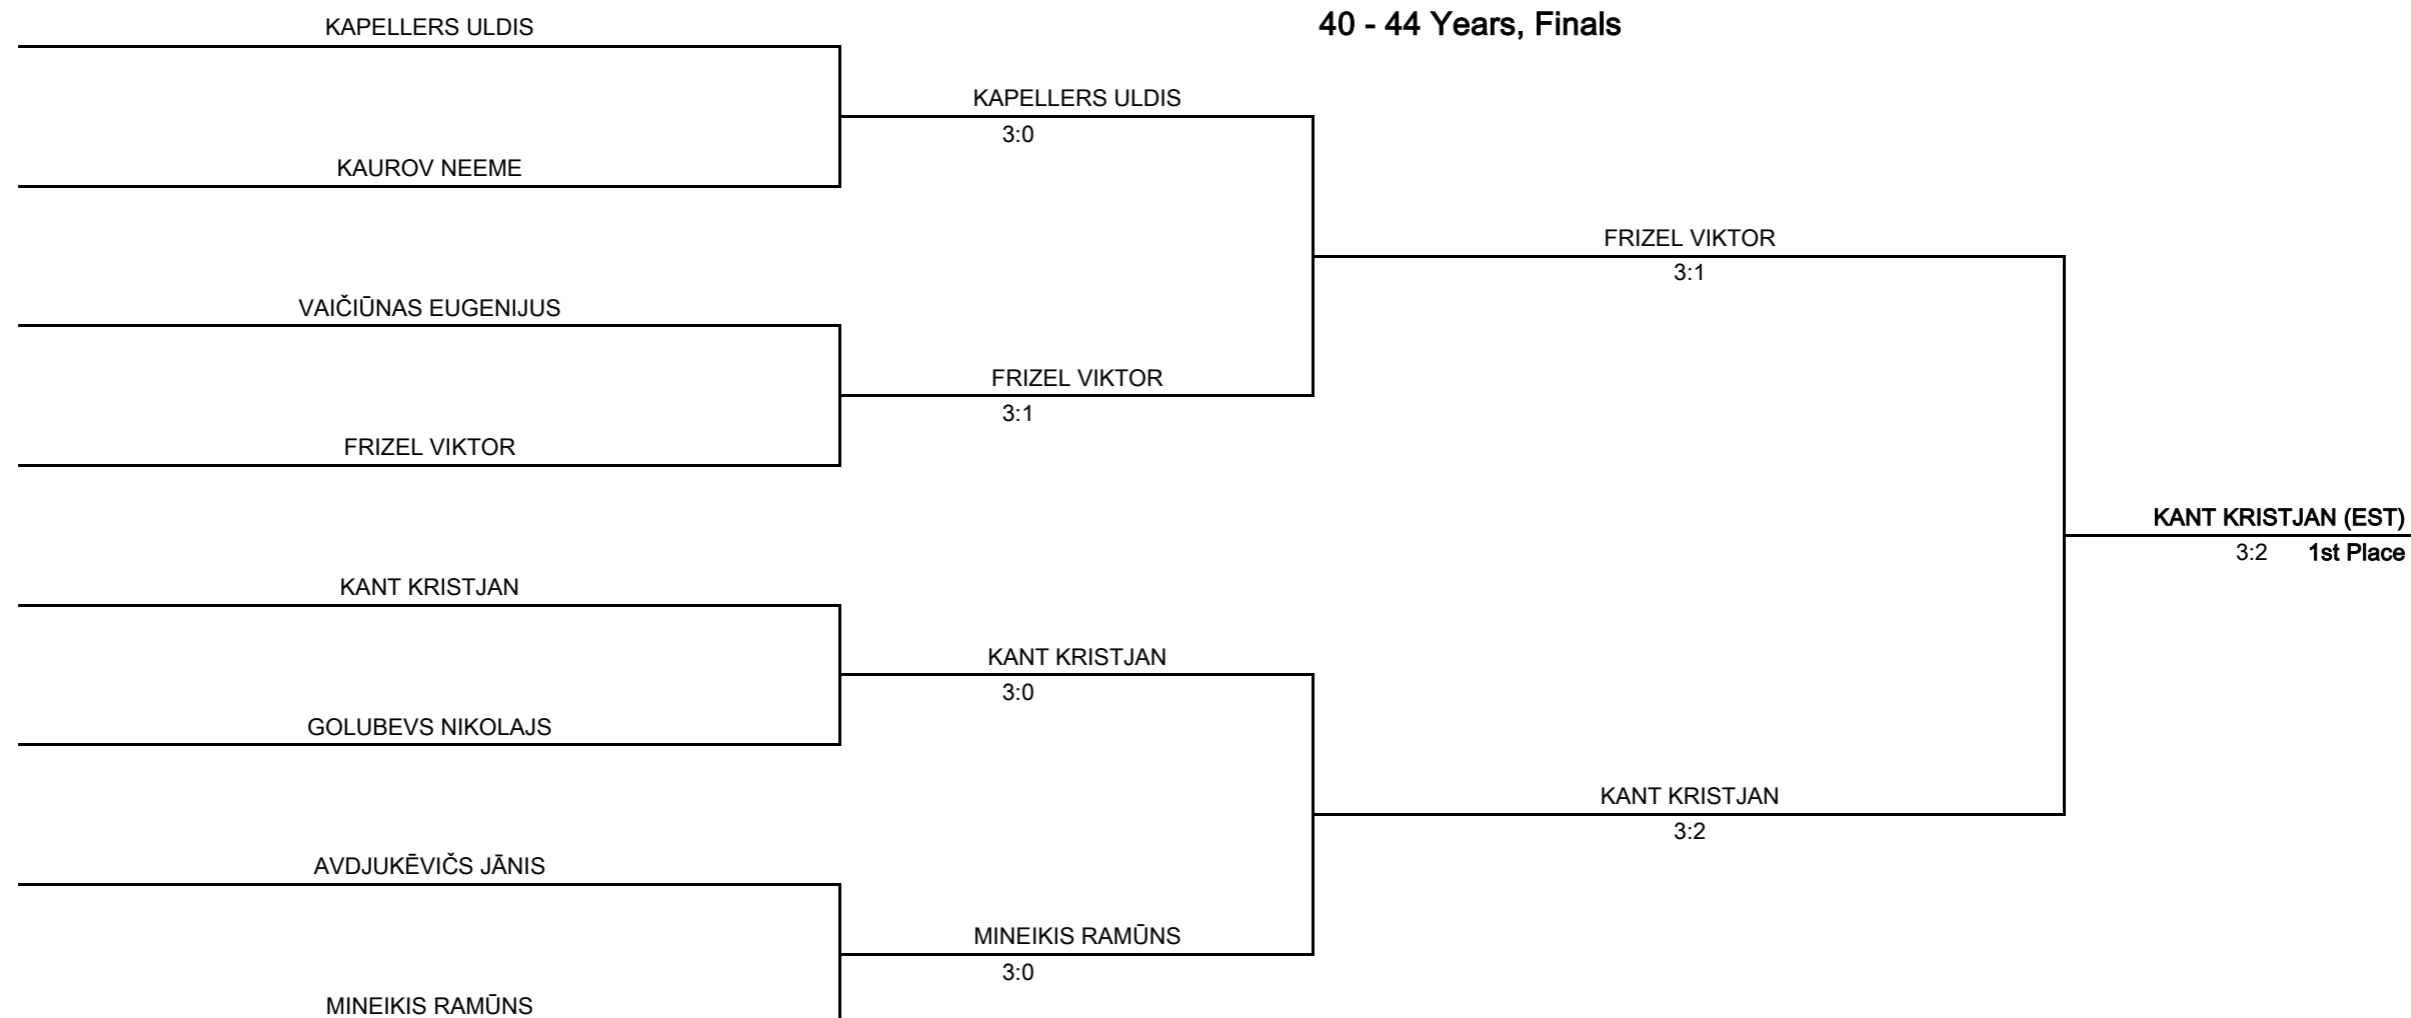 40 - 44 Years, Finals
KAPELLERS ULDIS
KAPELLERS ULDIS
3:0
KAUROV NEEME
FRIZEL VIKTOR
3:1
VAIČIŪNAS EUGENIJUS
FRIZEL VIKTOR
3:1
FRIZEL VIKTOR
KANT KRISTJAN (EST)
3:2 1st Place
KANT KRISTJAN
KANT KRISTJAN
3:0
GOLUBEVS NIKOLAJS
KANT KRISTJAN
3:2
AVDJUKĒVIČS JĀNIS
MINEIKIS RAMŪNS
3:0
MINEIKIS RAMŪNS